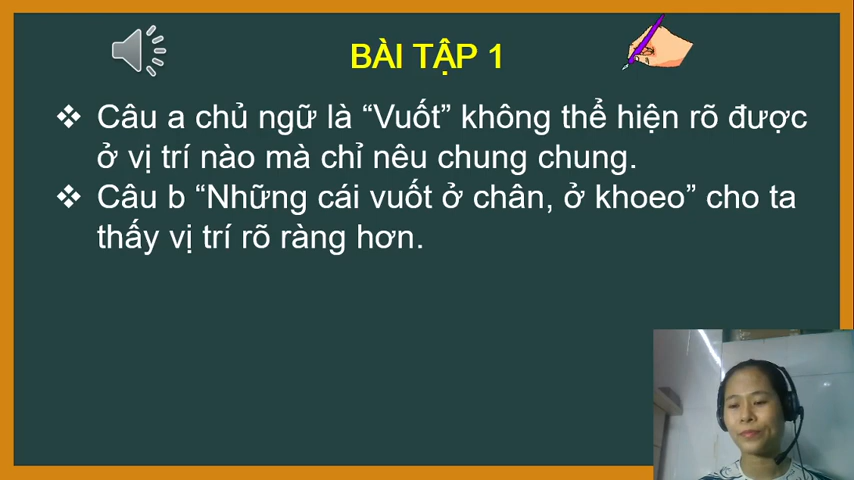 BÀI TẬP 1
❖ Câu a chủ ngữ là “Vuốt” không thể hiện rõ được
ở vị trí nào mà chỉ nêu chung chung.
❖ Câu b “Những cái vuốt ở chân, ở khoeo” cho ta
thấy vị trí rõ ràng hơn.